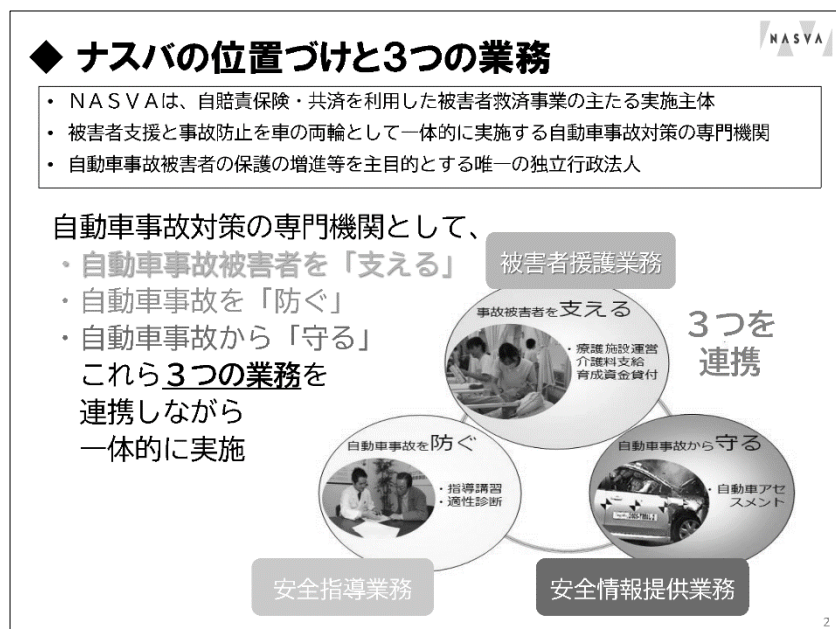 ◆ ナスバの位置づけと3つの業務
NASVA
・ NASVAは、自賠責保険・共済を利用した被害者救済事業の主たる実施主体
・ 被害者支援と事故防止を車の両輪として一体的に実施する自動車事故対策の専門機関
・ 自動車事故被害者の保護の増進等を主目的とする唯一の独立行政法人
自動車事故対策の専門機関として、
・自動車事故被害者を「支える」
・自動車事故を「防ぐ」
・自動車事故から「守る」
これら3つの業務を
連携しながら
一体的に実施
被害者援護業務
事故被害者を支える
・療護施設運営
介護料支給
育成資金貸付
3つを
連携
自動車事故を防ぐ
・指導講習
・適性診断
自動車事故から守る
・自動車アセ
スメント
安全指導業務
安全情報提供業務
2